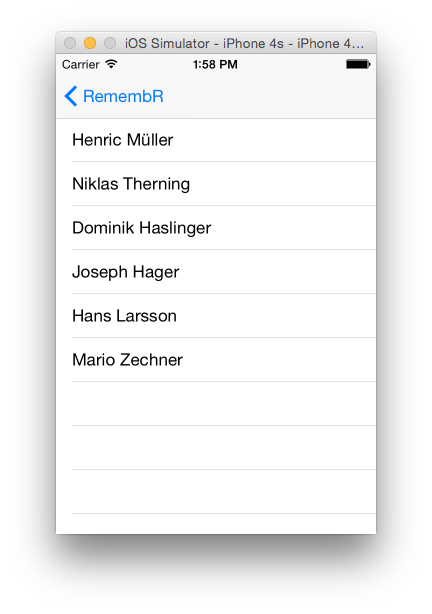 iOS Simulator - iPhone 4s - iPhone 4...
Carrier 1:58 PM
RemembR
Henric Müller
Niklas Therning
Dominik Haslinger
Joseph Hager
Hans Larsson
Mario Zechner